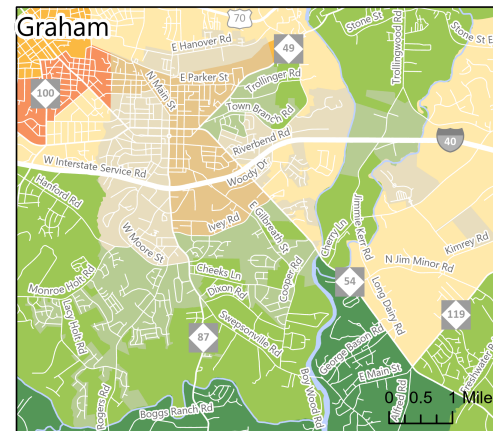 Graham
70
Stone St
Trollingwood Rd
Stone St E
E Hanover Rd
49
N Main St
E Parker St
Trollinger Rd
100
Town Branch Rd
Riverbend Rd
40
W Interstate Service Rd
Woody Dr
Hanford Rd
Ivey Rd
E Gilbreath St
Cherry Ln
Jimmie Kerr Rd
Kimrey Rd
W Moore St
N Jim Minor Rd
Cheeks Ln
Cooper Rd
54
Monroe Holt Rd
Dixon Rd
Long Dairy Rd
Lacy Holt Rd
119
Swepsonville Rd
87
George Bason Rd
E Main St
Freshwater Rd
Boy Wood Rd
Rogers Rd
Boggs Ranch Rd
Alfred Rd
0 0.5 1 Mile